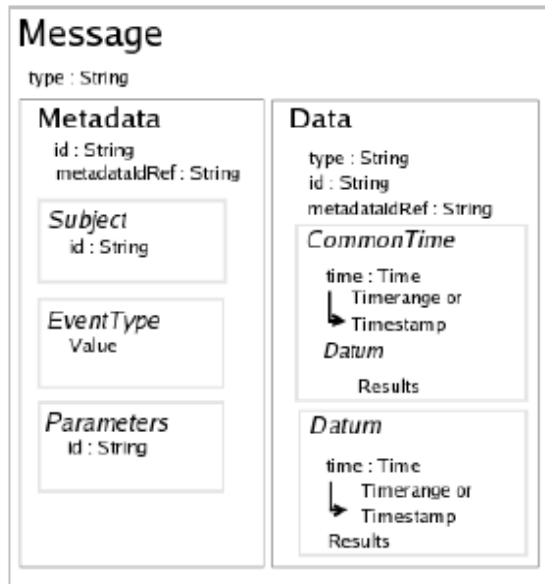 Message
type : String
Metadata
id : String
metadataIdRef : String
Subject
id : String
EventType
Value
Parameters
id : String
Data
type : String
id : String
metadataIdRef : String
CommonTime
time : Time
Timerange or
Timestamp
Datum
Results
Datum
time : Time
Timerange or
Timestamp
Results